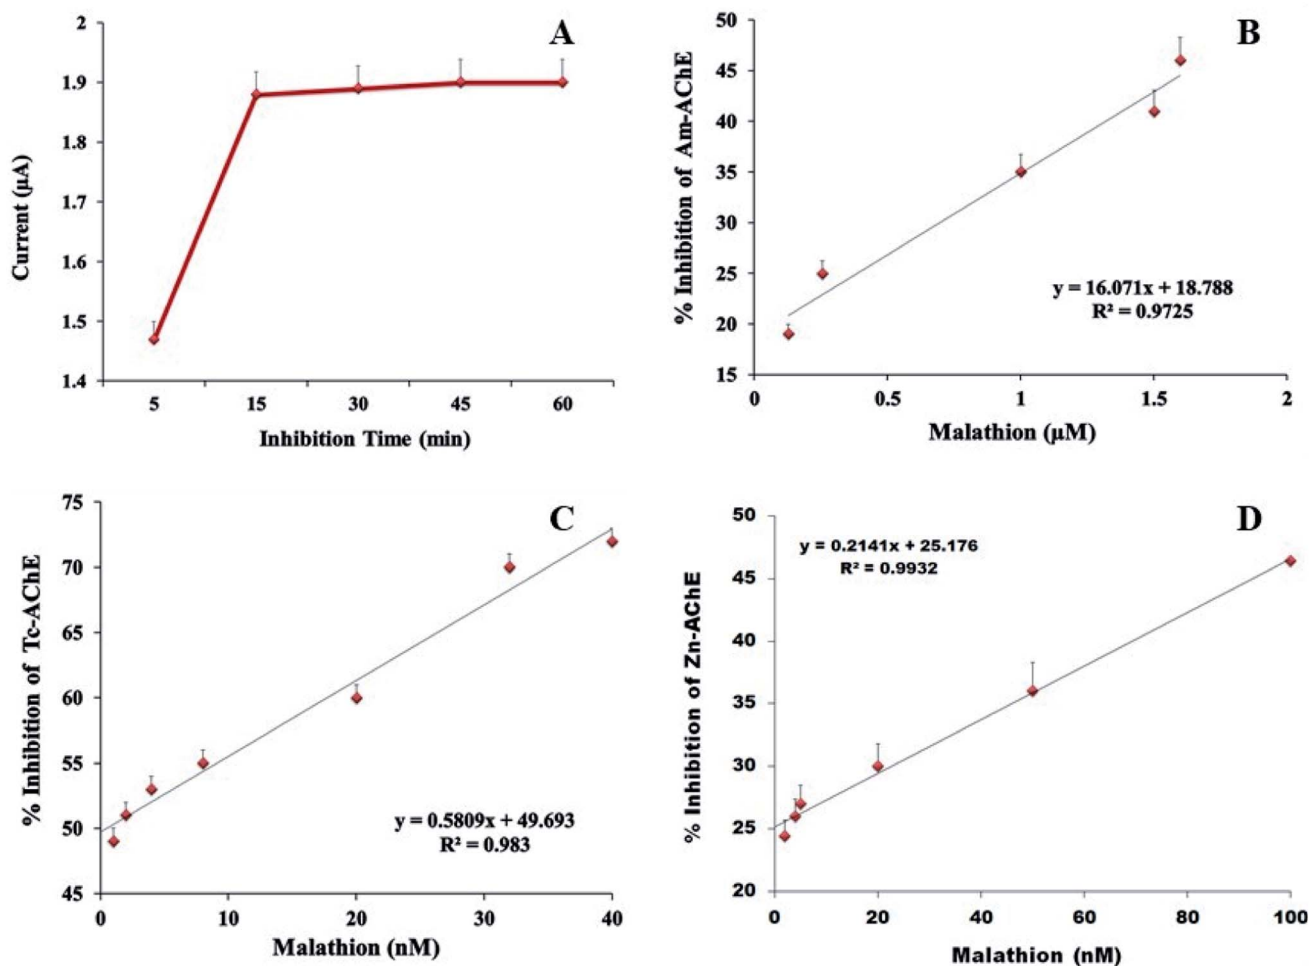 A
2
1.9
1.8
1.7
1.6
1.5
1.4
Current (µA)
5 15 30 45 60
Inhibition Time (min)
B
50
45
40
35
30
25
20
15
% Inhibition of Am-AChE
y = 16.071x + 18.788
R² = 0.9725
0 0.5 1 1.5 2
Malathion (µM)
C
75
70
65
60
55
50
45
% Inhibition of Tc-AChE
y = 0.5809x + 49.693
R² = 0.983
0 10 20 30 40
Malathion (nM)
D
50
45
40
35
30
25
20
% Inhibition of Zn-AChE
y = 0.2141x + 25.176
R² = 0.9932
0 20 40 60 80 100
Malathion (nM)